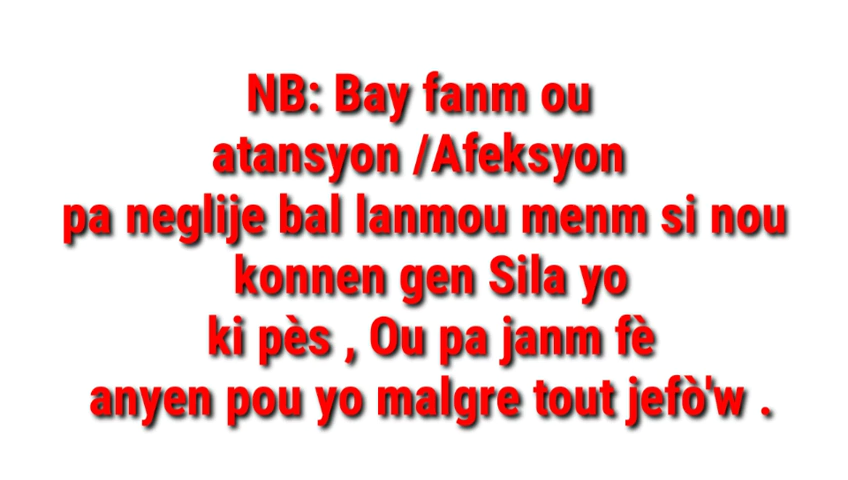 NB: Bay fanm ou
atansyon /Afeksyon
pa neglije bal lanmou menm si nou
konnen gen Sila yo
ki pès , Ou pa janm fè
anyen pou yo malgre tout jefò'w .